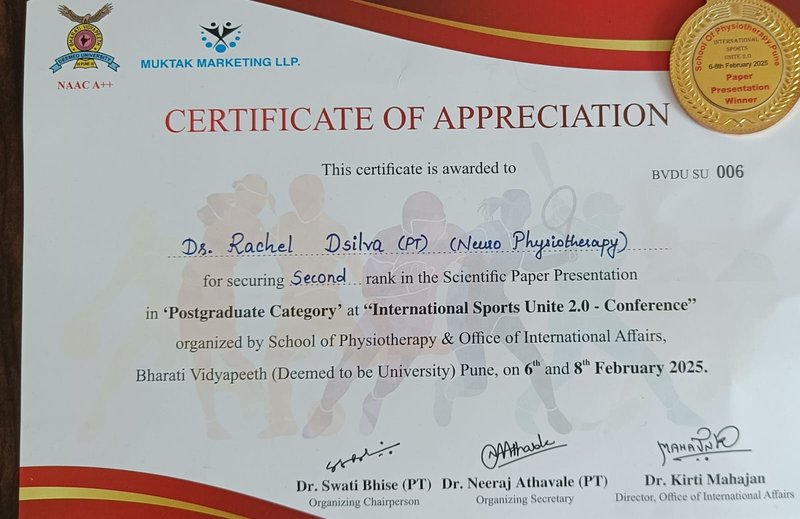 DEEMED UNIVERSITY
NAAC A++
MUKTAK MARKETING LLP.
School Of Physiotherapy, Pune
INTERNATIONAL
SPORTS
UNITE 2.0
6-8th February 2025
Paper
Presentation
Winner
CERTIFICATE OF APPRECIATION
This certificate is awarded to
BVDU SU 006
Dr. Rachel Dsilva (PT) (Neuro Physiotherapy)
for securing Second rank in the Scientific Paper Presentation
in ‘Postgraduate Category’ at “International Sports Unite 2.0 - Conference”
organized by School of Physiotherapy & Office of International Affairs,
Bharati Vidyapeeth (Deemed to be University) Pune, on 6th and 8th February 2025.
Dr. Swati Bhise (PT) Dr. Neeraj Athavale (PT) Dr. Kirti Mahajan
Organizing Chairperson Organizing Secretary Director, Office of International Affairs